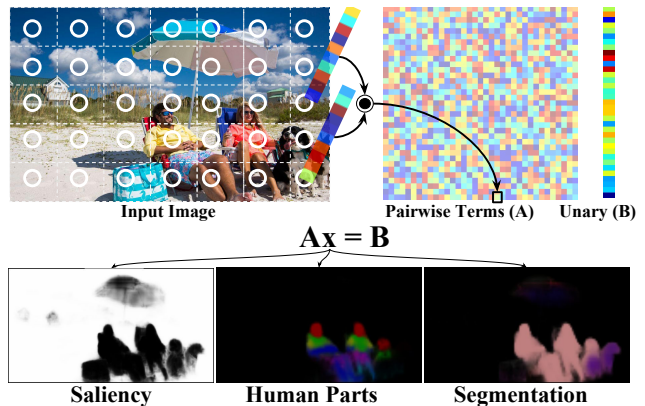 Input Image
Pairwise Terms (A)
Unary (B)
Ax = B
Saliency
Human Parts
Segmentation